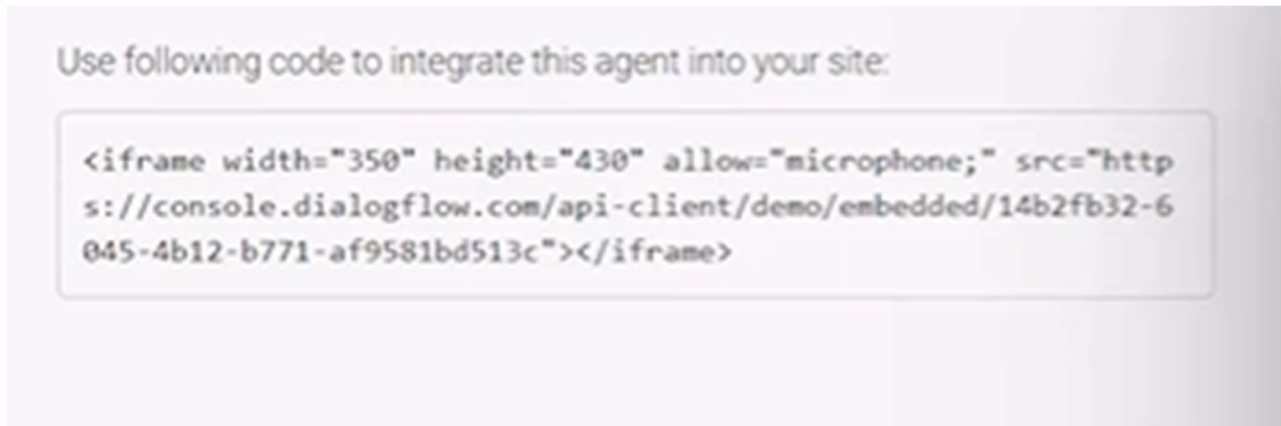 Use following code to integrate this agent into your site:
<iframe width="350" height="430" allow="microphone;" src="http
s://console.dialogflow.com/api-client/demo/embedded/14b2fb32-6
045-4b12-b771-af9581bd513c"></iframe>